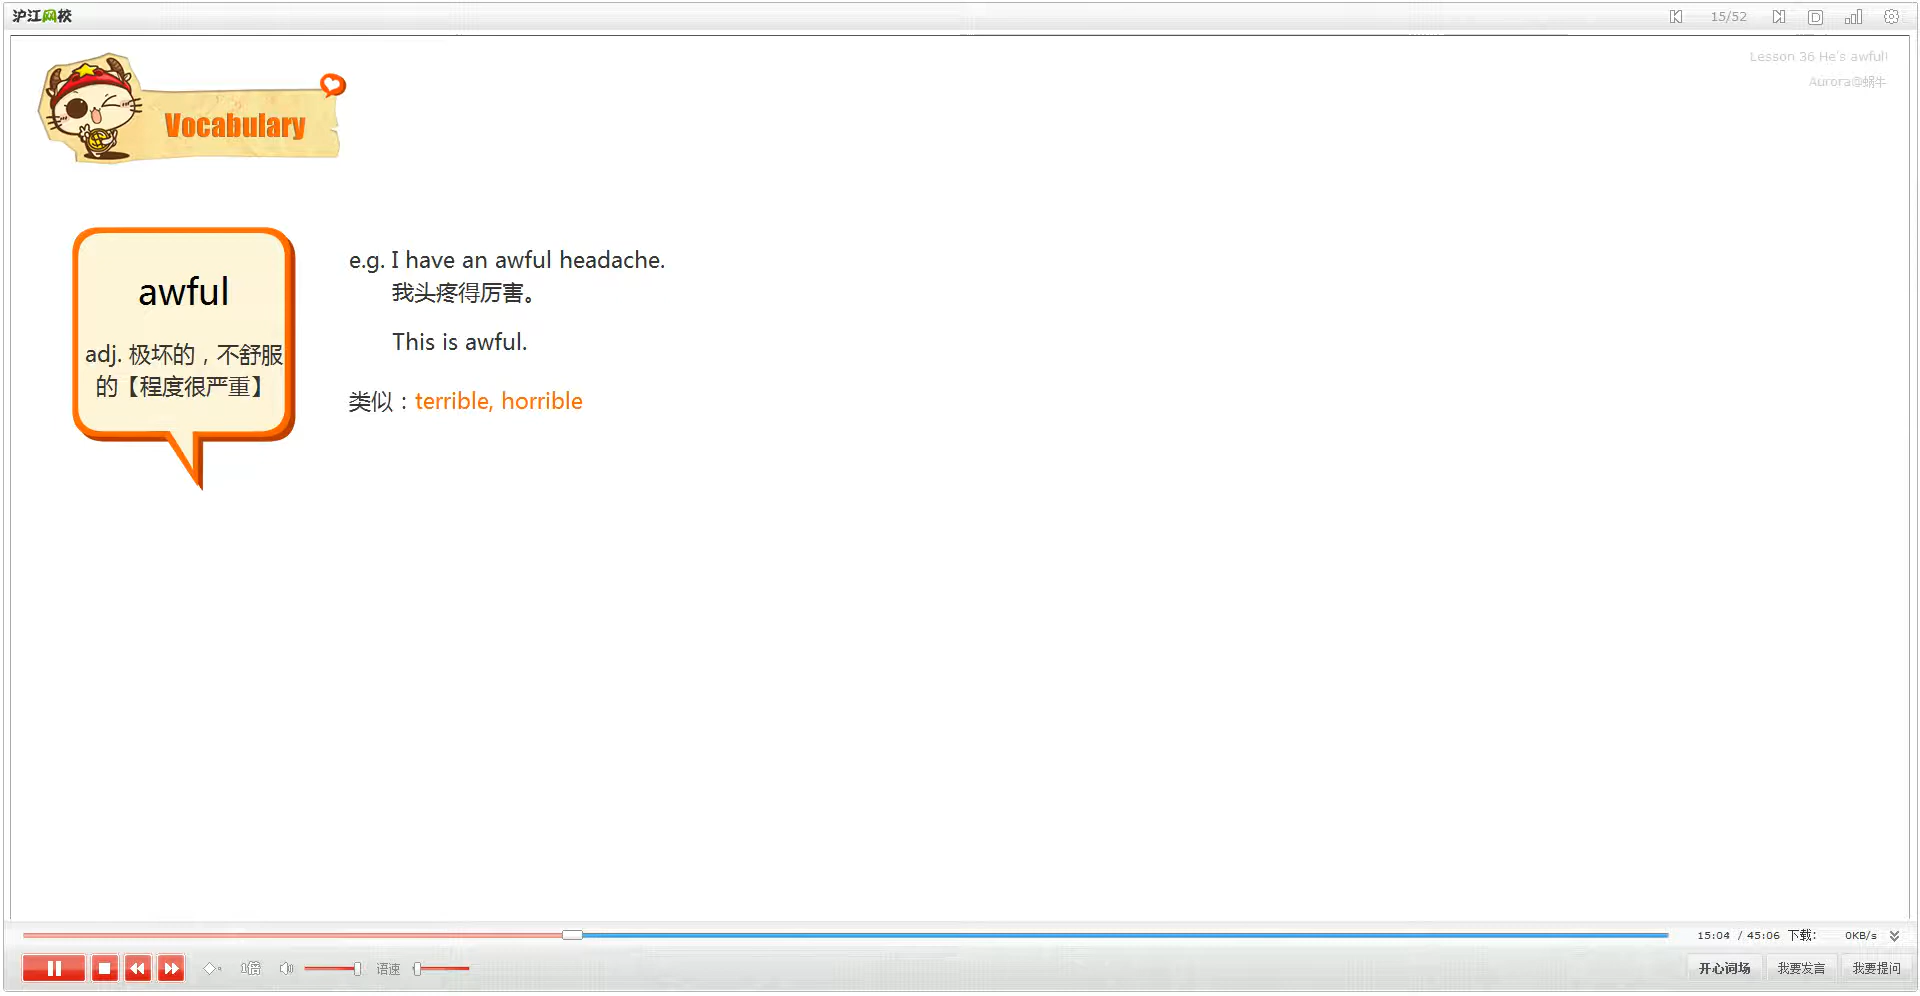 沪江网校
15/52
Lesson 36 He's awful!
Aurora@蜗牛
Vocabulary
awful
adj. 极坏的，不舒服
的【程度很严重】
e.g. I have an awful headache.
我头疼得厉害。
This is awful.
类似：terrible, horrible
15:04 / 45:06 下载: 0KB/s
1倍
语速
开心词场 我要发言 我要提问